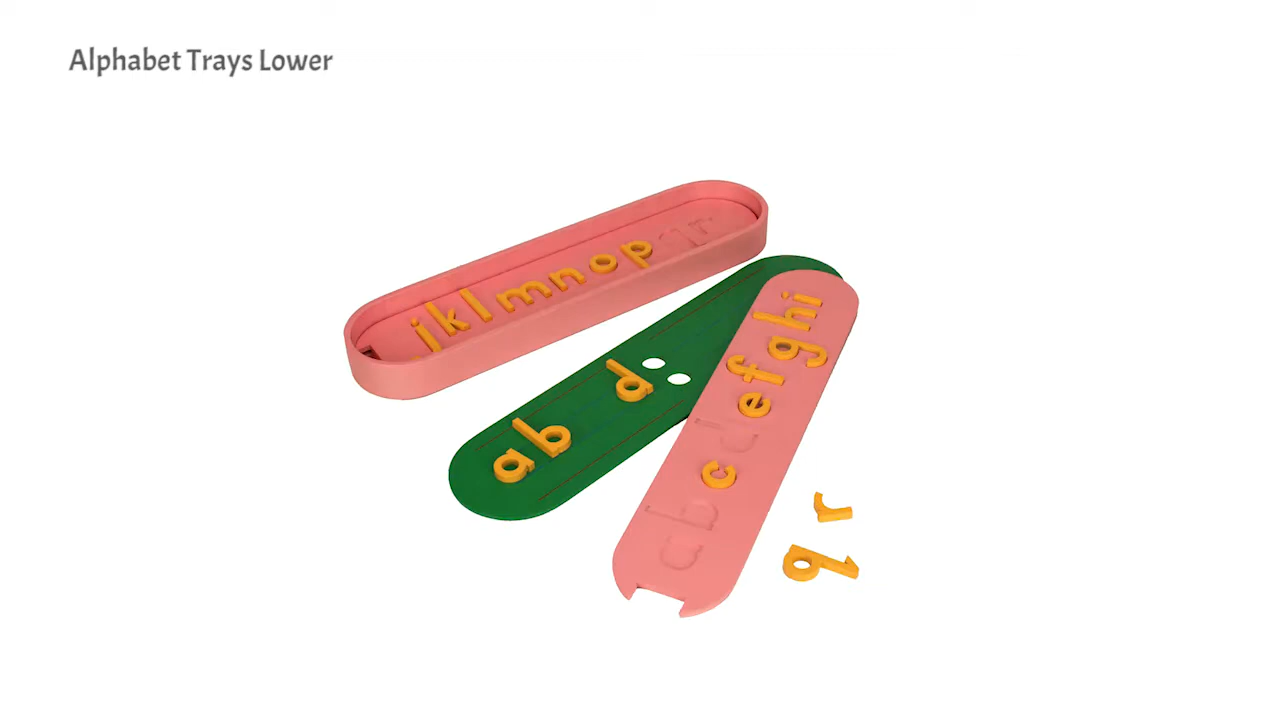 Alphabet Trays Lower
j k l m n o p q r
a b d
a b c d e f g h i
r
q